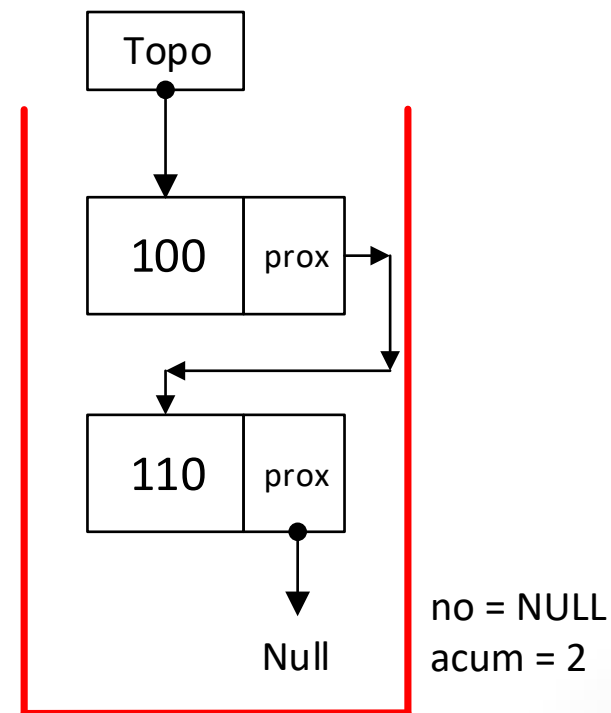 Topo
100 prox
110 prox
Null
no = NULL
acum = 2